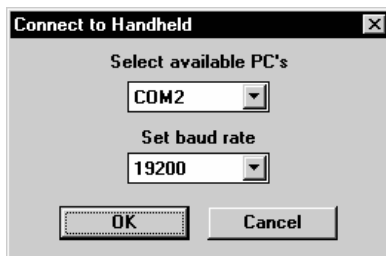 Connect to Handheld
Select available PC's
COM2
Set baud rate
19200
OK Cancel